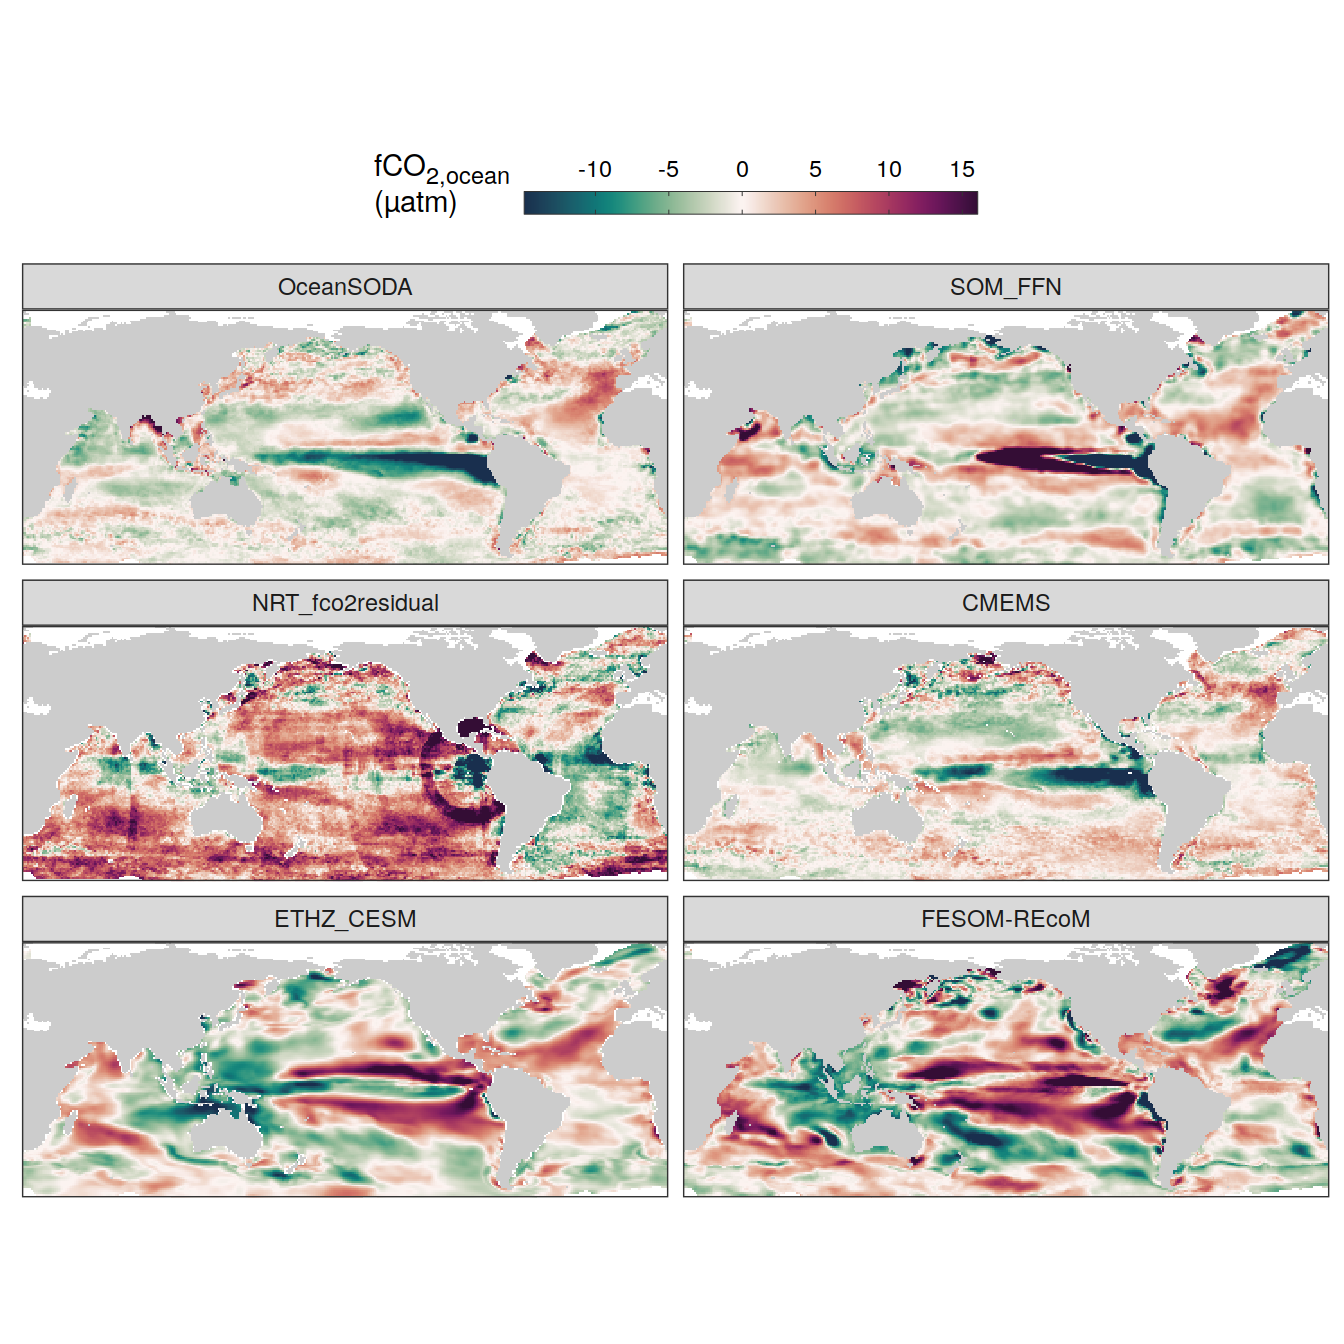 fCO2,ocean
(µatm)
-10 -5 0 5 10 15
OceanSODA
SOM_FFN
NRT_fco2residual
CMEMS
ETHZ_CESM
FESOM-REcoM